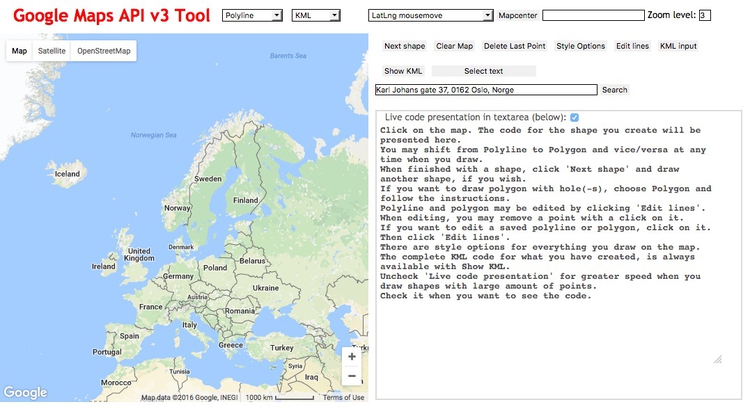 Google Maps API v3 Tool
Polyline
KML
LatLng mousemove
Mapcenter
Zoom level: 3
Map
Satellite
OpenStreetMap
Barents Sea
Norwegian Sea
Iceland
Sweden
Finland
Norway
United
Kingdom
Denmark
Ireland
Poland
Belarus
Germany
Ukraine
Austria
France
Romania
Italy
Spain
Portugal
Greece
Turkey
Turk
Syria
Iraq
Tunisia
Morocco
+
−
Google
Map data ©2016 Google, INEGI
1000 km
Terms of Use
Next shape
Clear Map
Delete Last Point
Style Options
Edit lines
KML input
Show KML
Select text
Karl Johans gate 37, 0162 Oslo, Norge
Search
Live code presentation in textarea (below):
Click on the map. The code for the shape you create will be
presented here.
You may shift from Polyline to Polygon and vice/versa at any
time when you draw.
When finished with a shape, click 'Next shape' and draw
another shape, if you wish.
If you want to draw polygon with hole(-s), choose Polygon and
follow the instructions.
Polyline and polygon may be edited by clicking 'Edit lines'.
When editing, you may remove a point with a click on it.
If you want to edit a saved polyline or polygon, click on it.
Then click 'Edit lines'.
There are style options for everything you draw on the map.
The complete KML code for what you have created, is always
available with Show KML.
Uncheck 'Live code presentation' for greater speed when you
draw shapes with large amount of points.
Check it when you want to see the code.